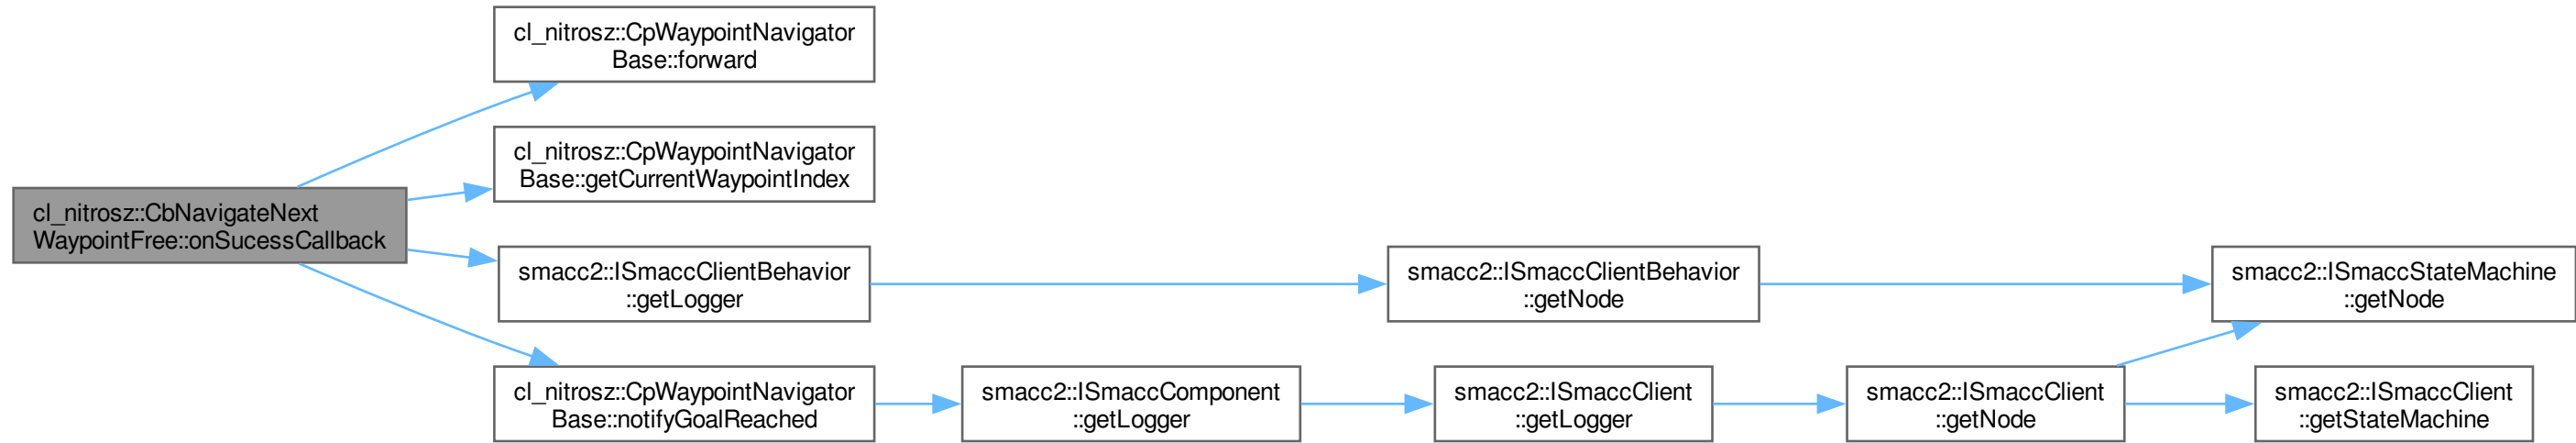 cl_nitrosz::CbNavigateNext
WaypointFree::onSucessCallback
cl_nitrosz::CpWaypointNavigator
Base::forward
cl_nitrosz::CpWaypointNavigator
Base::getCurrentWaypointIndex
smacc2::ISmaccClientBehavior
::getLogger
smacc2::ISmaccClientBehavior
::getNode
smacc2::ISmaccStateMachine
::getNode
cl_nitrosz::CpWaypointNavigator
Base::notifyGoalReached
smacc2::ISmaccComponent
::getLogger
smacc2::ISmaccClient
::getLogger
smacc2::ISmaccClient
::getNode
smacc2::ISmaccClient
::getStateMachine